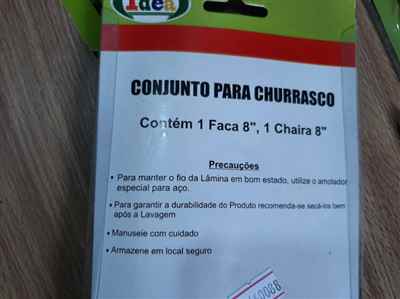 Idea
CONJUNTO PARA CHURRASCO
Contém 1 Faca 8", 1 Chaira 8"
Precauções
• Para manter o fio da Lâmina em bom estado, utilize o amolador
especial para aço.
• Para garantir a durabilidade do Produto recomenda-se secá-los bem
após a Lavagem
• Manuseie com cuidado
• Armazene em local seguro